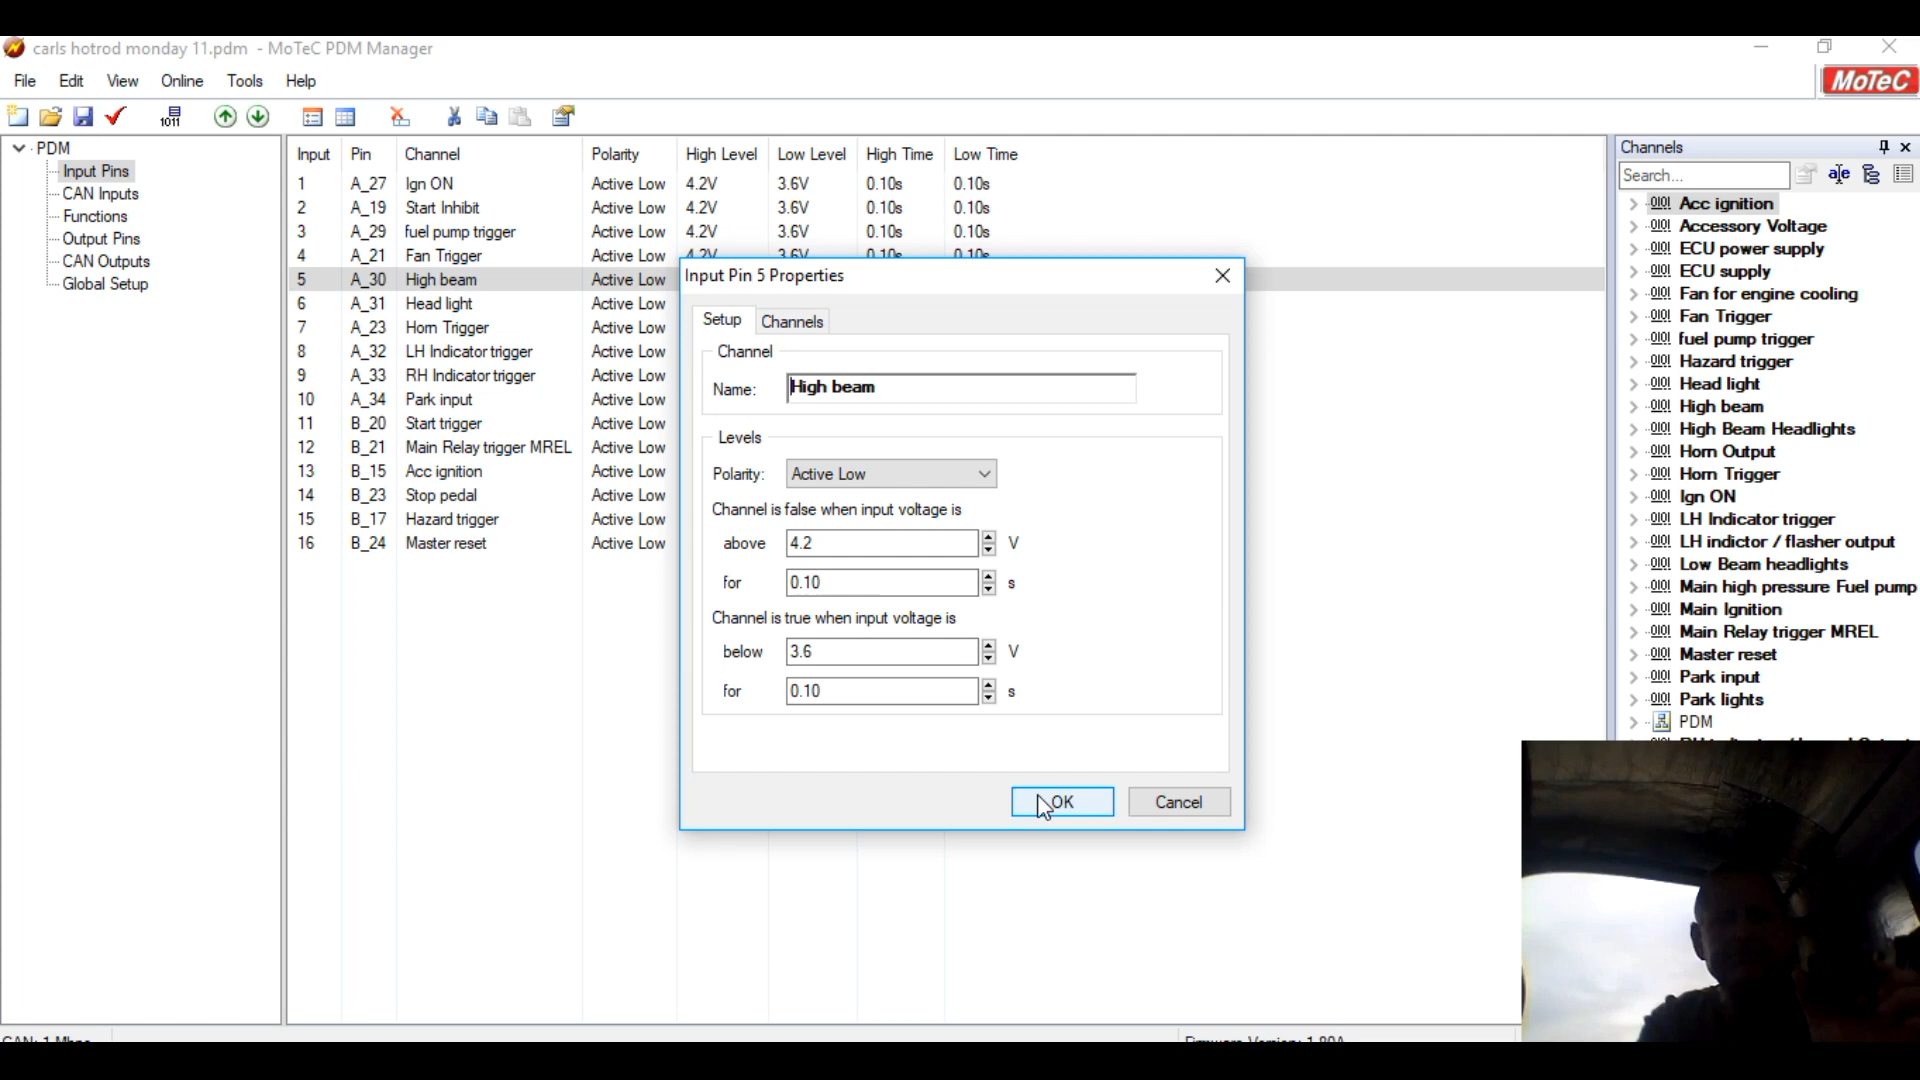 carls hotrod monday 11.pdm - MoTeC PDM Manager
File Edit View Online Tools Help
MoTeC
1011
PDM
Input Pins
CAN Inputs
Functions
Output Pins
CAN Outputs
Global Setup
Input Pin Channel Polarity High Level Low Level High Time Low Time
1 A_27 Ign ON Active Low 4.2V 3.6V 0.10s 0.10s
2 A_19 Start Inhibit Active Low 4.2V 3.6V 0.10s 0.10s
3 A_29 fuel pump trigger Active Low 4.2V 3.6V 0.10s 0.10s
4 A_21 Fan Trigger Active Low 4.2V 3.6V 0.10s 0.10s
5 A_30 High beam Active Low
6 A_31 Head light Active Low
7 A_23 Horn Trigger Active Low
8 A_32 LH Indicator trigger Active Low
9 A_33 RH Indicator trigger Active Low
10 A_34 Park input Active Low
11 B_20 Start trigger Active Low
12 B_21 Main Relay trigger MREL Active Low
13 B_15 Acc ignition Active Low
14 B_23 Stop pedal Active Low
15 B_17 Hazard trigger Active Low
16 B_24 Master reset Active Low
Input Pin 5 Properties
Setup Channels
Channel
Name: High beam
Levels
Polarity: Active Low
Channel is false when input voltage is
above 4.2 V
for 0.10 s
Channel is true when input voltage is
below 3.6 V
for 0.10 s
OK Cancel
Channels
Search...
Acc ignition
Accessory Voltage
ECU power supply
ECU supply
Fan for engine cooling
Fan Trigger
fuel pump trigger
Hazard trigger
Head light
High beam
High Beam Headlights
Horn Output
Horn Trigger
Ign ON
LH Indicator trigger
LH indictor / flasher output
Low Beam headlights
Main high pressure Fuel pump
Main Ignition
Main Relay trigger MREL
Master reset
Park input
Park lights
PDM